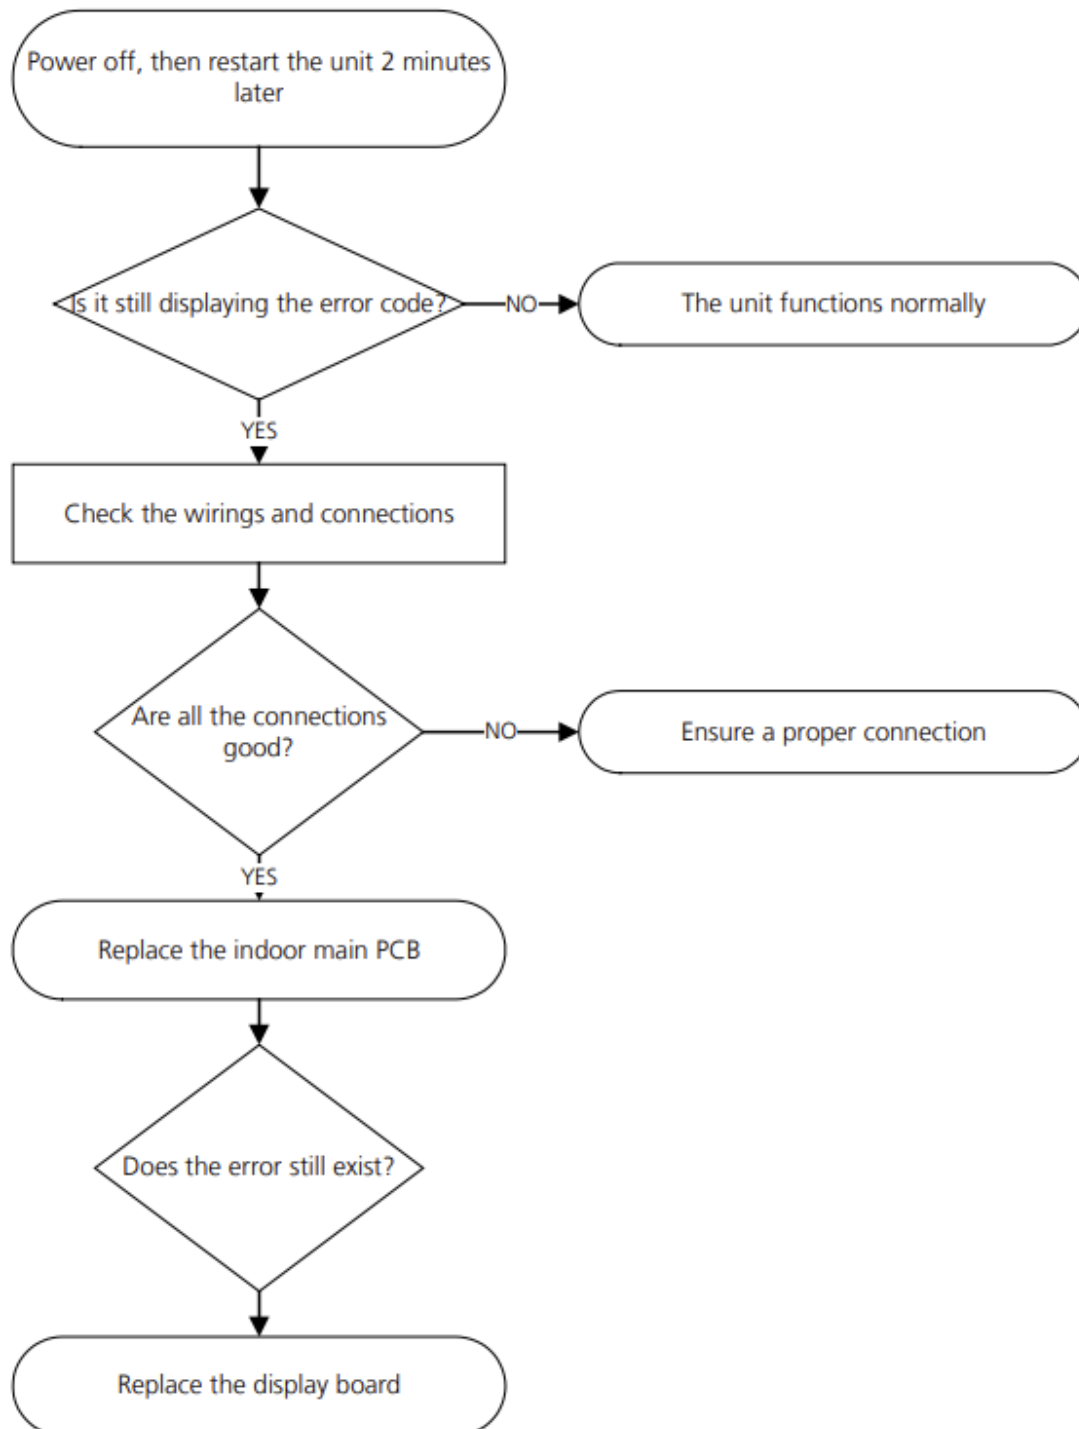 Power off, then restart the unit 2 minutes
later
Is it still displaying the error code?
NO
The unit functions normally
YES
Check the wirings and connections
Are all the connections
good?
NO
Ensure a proper connection
YES
Replace the indoor main PCB
Does the error still exist?
Replace the display board